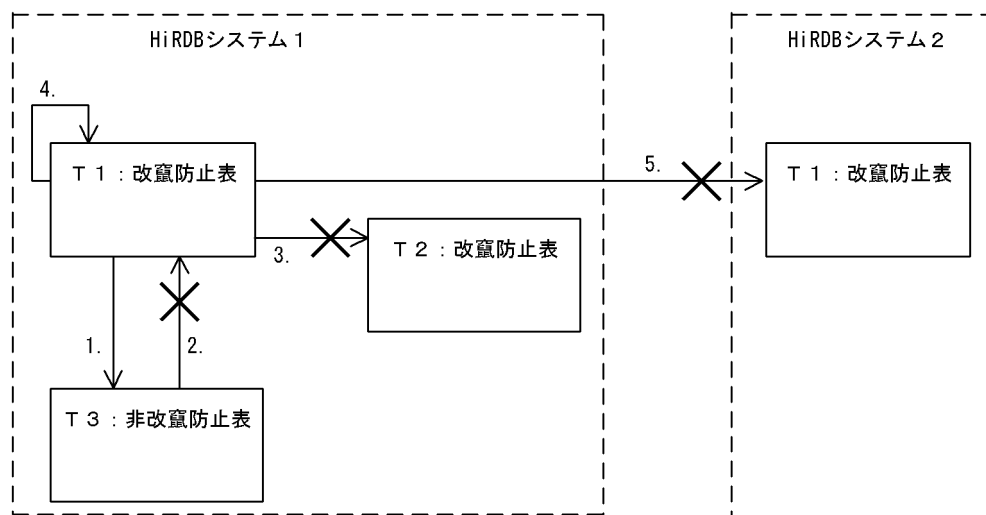 HiRDBシステム1
HiRDBシステム2
4.
T1:改竄防止表
5.
T1:改竄防止表
3.
T2:改竄防止表
1.
2.
T3:非改竄防止表